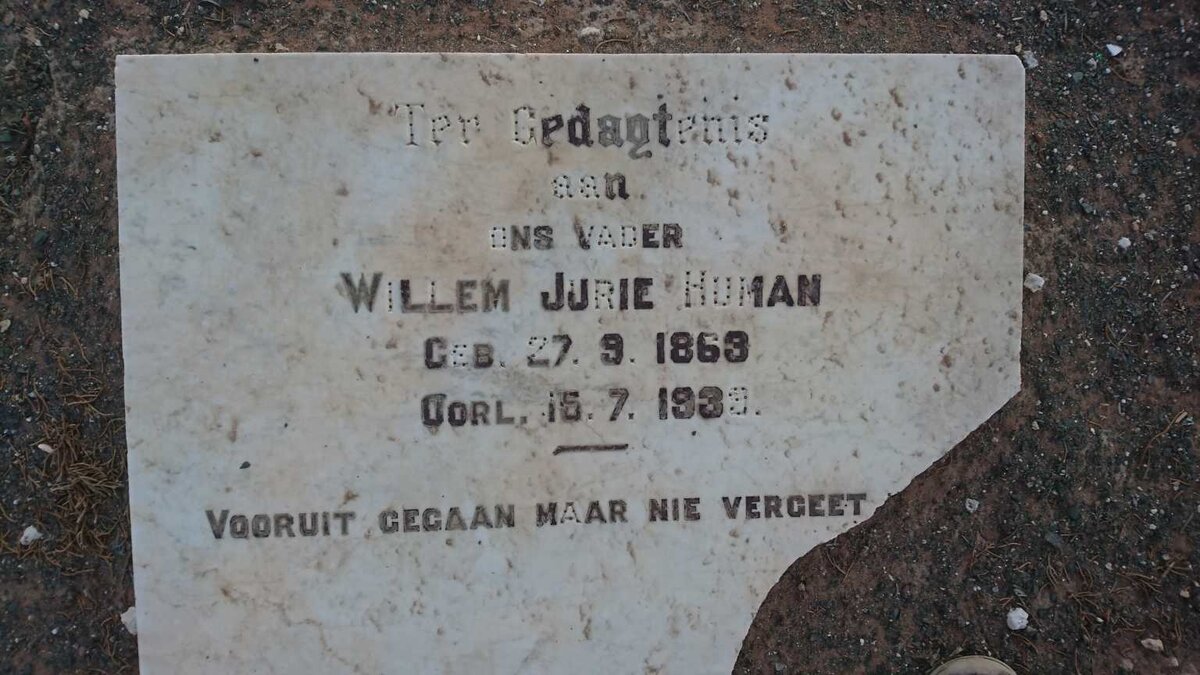 Ter Gedagtenis
aan
ONS VADER
WILLEM JURIE HUMAN
GEB. 27. 9. 1863
OORL. 15. 7. 1939.
VOORUIT GEGAAN MAAR NIE VERGEET